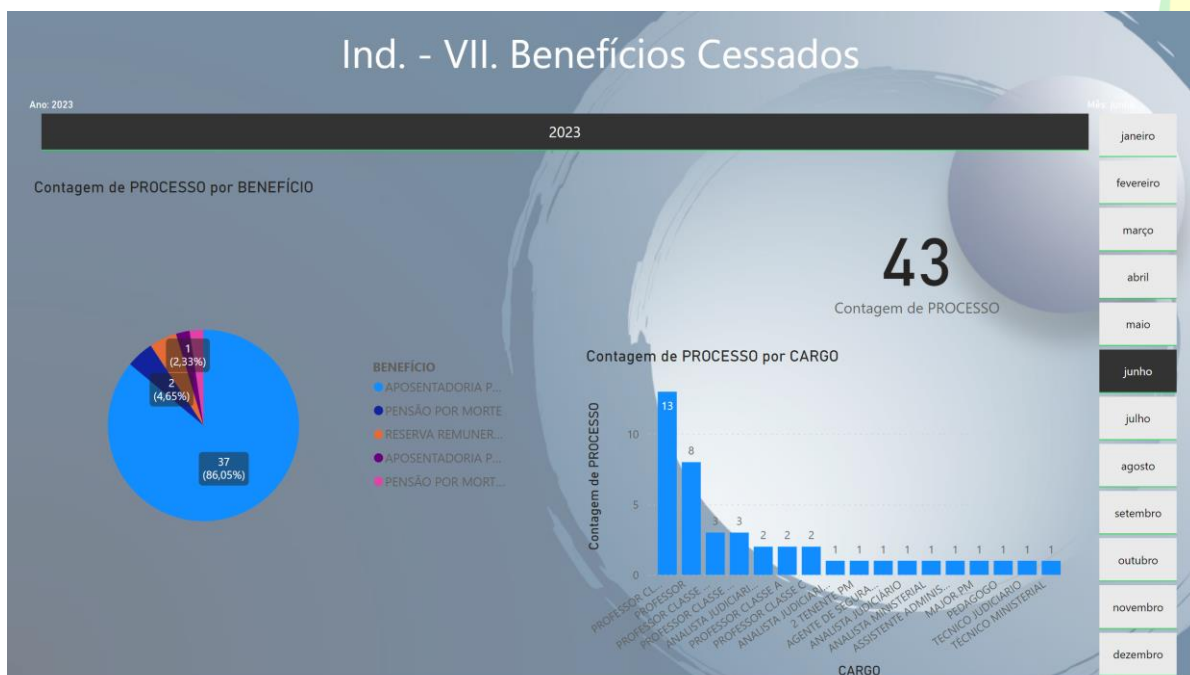 Ind. - VII. Benefícios Cessados
Ano: 2023
2023
janeiro
fevereiro
março
abril
maio
junho
julho
agosto
setembro
outubro
novembro
dezembro
Contagem de PROCESSO por BENEFÍCIO
1
(2,33%)
2
(4,65%)
37
(86,05%)
BENEFÍCIO
APOSENTADORIA P...
PENSÃO POR MORTE
RESERVA REMUNER...
APOSENTADORIA P...
PENSÃO POR MORT...
43
Contagem de PROCESSO
Contagem de PROCESSO por CARGO
Contagem de PROCESSO
10
5
0
13
8
3
3
2
2
2
1
1
1
1
1
1
1
1
1
1
PROFESSOR CL...
PROFESSOR
PROFESSOR CLASSE ...
PROFESSOR CLASSE ...
ANALISTA JUDICIARI...
PROFESSOR CLASSE A
PROFESSOR CLASSE C
ANALISTA JUDICIARI...
2 TENENTE PM
AGENTE DE SEGURA...
ANALISTA JUDICIÁRIO
ANALISTA MINISTERIAL
ASSISTENTE ADMINIS...
MAJOR PM
PEDAGOGO
TECNICO JUDICIARIO
TÉCNICO MINISTERIAL
CARGO